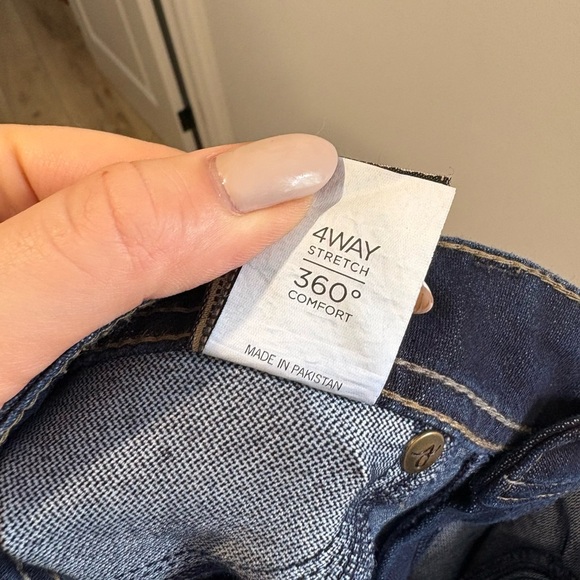 4WAY
STRETCH
360°
COMFORT
MADE IN PAKISTAN